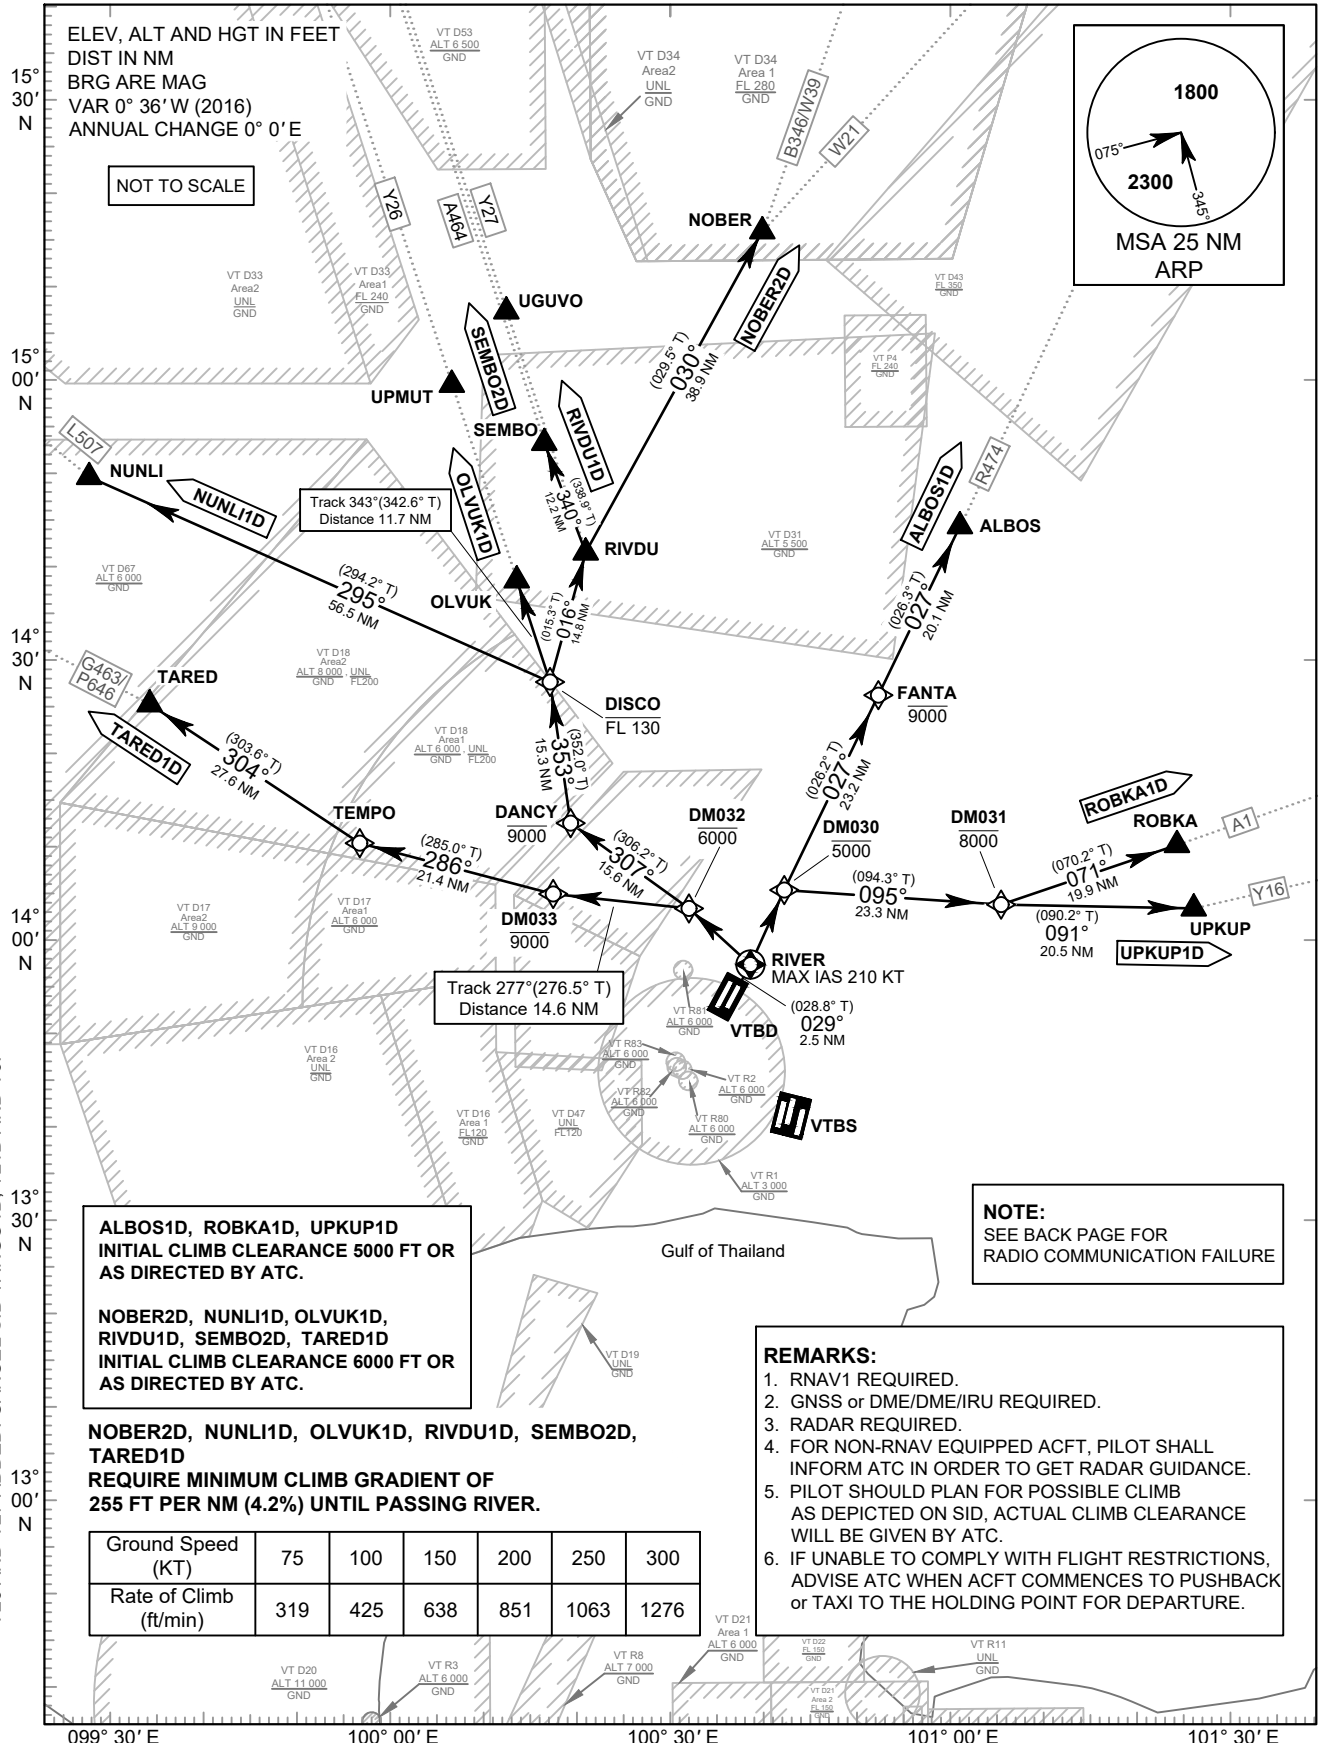 ELEV, ALT AND HGT IN FEET
DIST IN NM
BRG ARE MAG
VAR 0° 36' W (2016)
ANNUAL CHANGE 0° 0' E
NOT TO SCALE
15°
30'
N
15°
00'
N
14°
30'
N
14°
00'
N
13°
30'
N
13°
00'
N
VT D53
ALT 6 500
GND
VT D34
Area2
UNL
GND
VT D34
Area 1
FL 280
GND
B346/W39
W21
1800
075°
2300
345°
MSA 25 NM
ARP
Y26
A464
Y27
NOBER
NOBER2D
VT D33
Area2
UNL
GND
VT D33
Area1
FL 240
GND
UGUVO
SEMBO2D
VT D43
FL 350
GND
(029.5° T)
030°
38.9 NM
VT P4
FL 240
GND
UPMUT
SEMBO
RIVDU1D
L507
NUNLI
NUNLI1D
Track 343°(342.6° T)
Distance 11.7 NM
OLVUK1D
(338.9° T)
340°
12.2 NM
ALBOS1D
R474
ALBOS
RIVDU
VT D31
ALT 5 500
GND
VT D67
ALT 6 000
GND
(294.2° T)
295°
56.5 NM
OLVUK
(015.3° T)
016°
14.8 NM
(026.3° T)
027°
20.1 NM
G463/
P646
TARED
TARED1D
VT D18
Area2
ALT 8 000 , UNL
GND FL200
DISCO
FL 130
FANTA
9000
(303.6° T)
304°
27.6 NM
VT D18
Area1
ALT 6 000 , UNL
GND FL200
(352.0° T)
353°
15.3 NM
(026.2° T)
027°
23.2 NM
ROBKA1D
TEMPO
DANCY
9000
DM032
6000
DM030
5000
DM031
8000
ROBKA
A1
(285.0° T)
286°
21.4 NM
(306.2° T)
307°
15.6 NM
(094.3° T)
095°
23.3 NM
(070.2° T)
071°
19.9 NM
Y16
VT D17
Area2
ALT 9 000
GND
VT D17
Area1
ALT 6 000
GND
DM033
9000
(090.2° T)
091°
20.5 NM
UPKUP
UPKUP1D
Track 277°(276.5° T)
Distance 14.6 NM
RIVER
MAX IAS 210 KT
(028.8° T)
029°
2.5 NM
VTBD
VT R81
ALT 6 000
GND
VT R83
ALT 6 000
GND
VT R2
ALT 6 000
GND
VT R82
ALT 6 000
GND
VT R80
ALT 6 000
GND
VTBS
VT D16
Area 2
UNL
GND
VT D16
Area 1
FL120
GND
VT D47
UNL
FL120
VT R1
ALT 3 000
GND
ALBOS1D, ROBKA1D, UPKUP1D
INITIAL CLIMB CLEARANCE 5000 FT OR
AS DIRECTED BY ATC.
NOBER2D, NUNLI1D, OLVUK1D,
RIVDU1D, SEMBO2D, TARED1D
INITIAL CLIMB CLEARANCE 6000 FT OR
AS DIRECTED BY ATC.
Gulf of Thailand
NOTE:
SEE BACK PAGE FOR
RADIO COMMUNICATION FAILURE
VT D19
UNL
GND
NOBER2D, NUNLI1D, OLVUK1D, RIVDU1D, SEMBO2D,
TARED1D
REQUIRE MINIMUM CLIMB GRADIENT OF
255 FT PER NM (4.2%) UNTIL PASSING RIVER.
Ground Speed (KT) 75 100 150 200 250 300
Rate of Climb (ft/min) 319 425 638 851 1063 1276
REMARKS:
1. RNAV1 REQUIRED.
2. GNSS or DME/DME/IRU REQUIRED.
3. RADAR REQUIRED.
4. FOR NON-RNAV EQUIPPED ACFT, PILOT SHALL
INFORM ATC IN ORDER TO GET RADAR GUIDANCE.
5. PILOT SHOULD PLAN FOR POSSIBLE CLIMB
AS DEPICTED ON SID, ACTUAL CLIMB CLEARANCE
WILL BE GIVEN BY ATC.
6. IF UNABLE TO COMPLY WITH FLIGHT RESTRICTIONS,
ADVISE ATC WHEN ACFT COMMENCES TO PUSHBACK
or TAXI TO THE HOLDING POINT FOR DEPARTURE.
VT D20
ALT 11 000
GND
VT R3
ALT 6 000
GND
VT R8
ALT 7 000
GND
VT D21
Area 1
ALT 6 000
GND
VT D22
FL 150
GND
VT D21
Area 2
FL 150
GND
VT R11
UNL
GND
099° 30' E
100° 00' E
100° 30' E
101° 00' E
101° 30' E